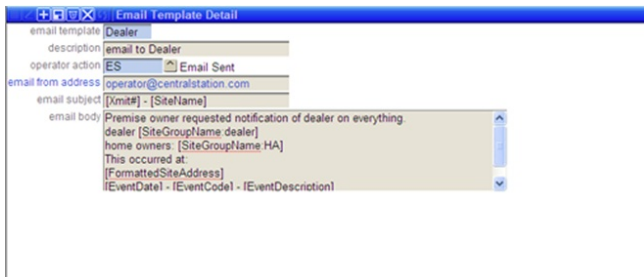 Email Template Detail
email template Dealer
description email to Dealer
operator action ES Email Sent
email from address operator@centralstation.com
email subject [Xmit#] - [SiteName]
email body Premise owner requested notification of dealer on everything.
dealer [SiteGroupName:dealer]
home owners: [SiteGroupName:HA]
This occurred at:
[FormattedSiteAddress]
[EventDate] - [EventCode] - [EventDescription]